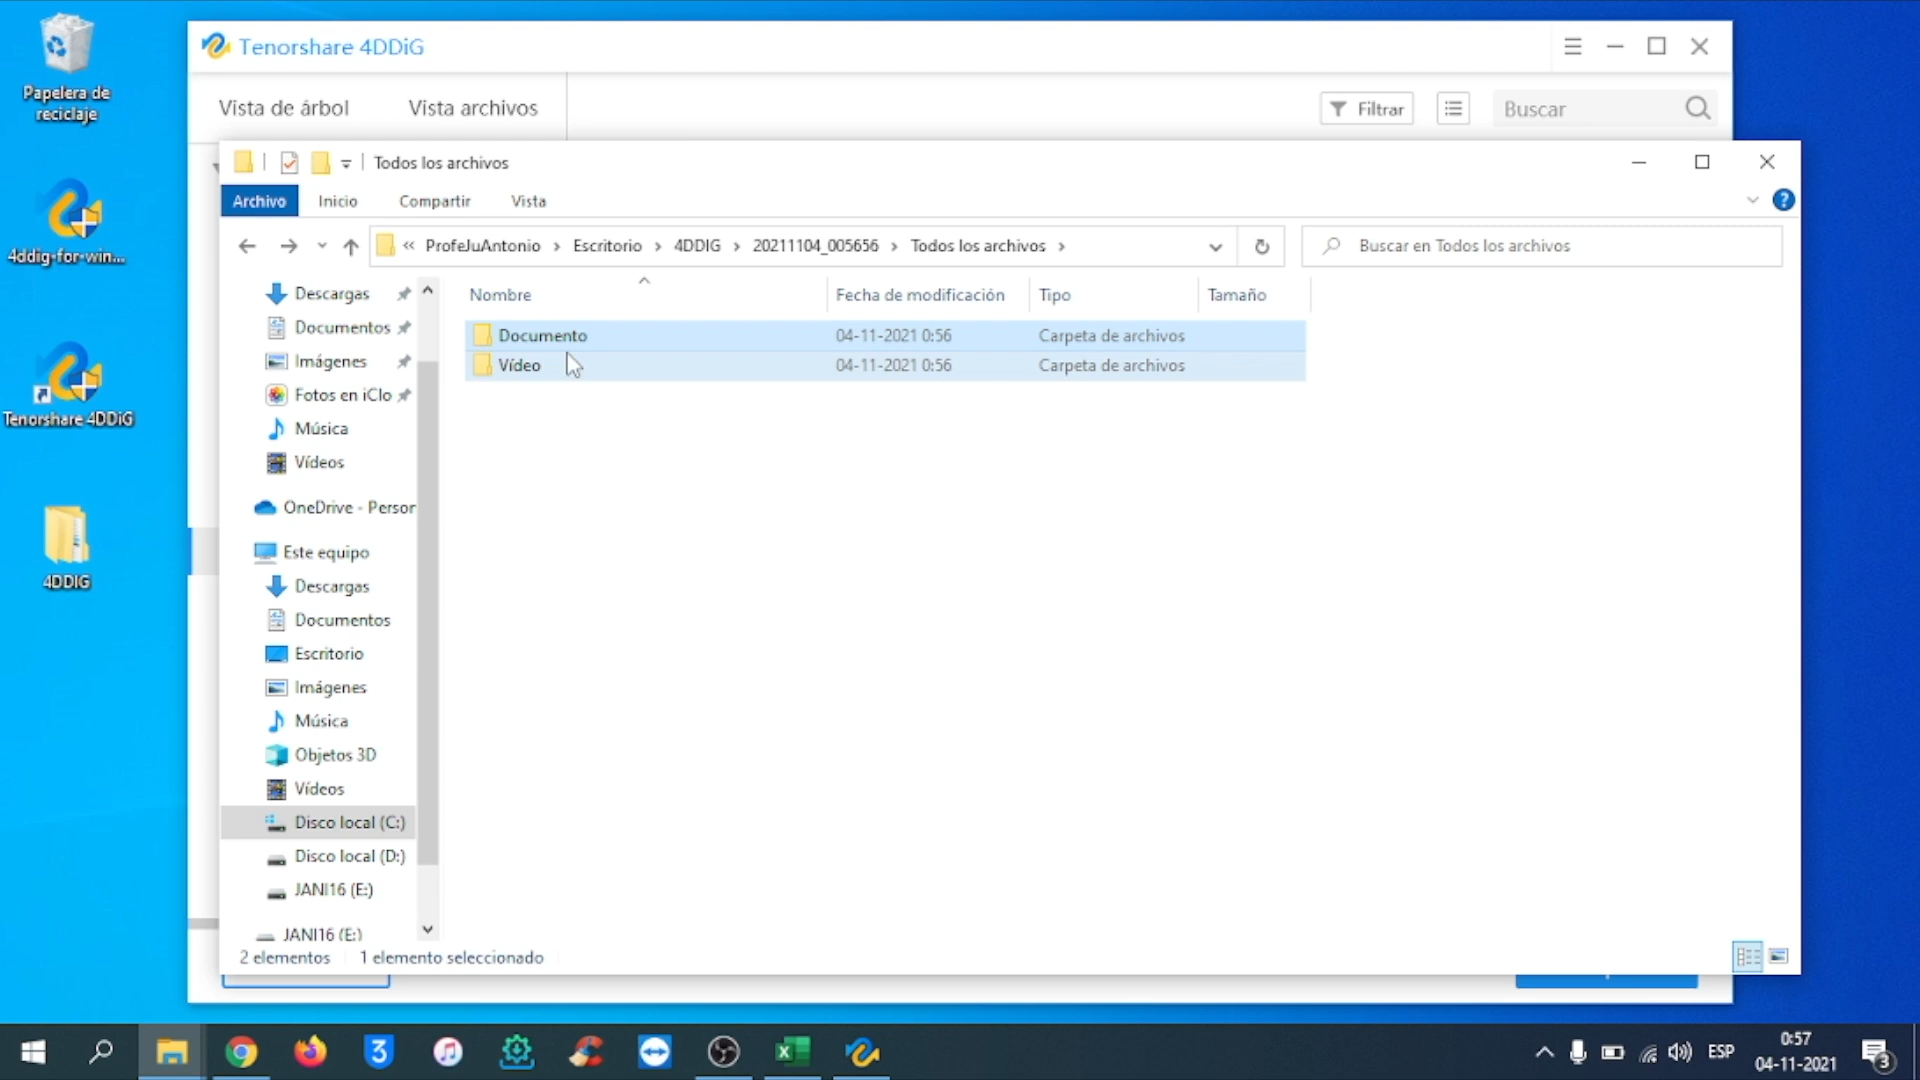 Papelera de
reciclaje
4ddig-for-win...
Tenorshare 4DDiG
4DDIG
Tenorshare 4DDiG
Vista de árbol
Vista archivos
Filtrar
Buscar
Todos los archivos
Archivo
Inicio
Compartir
Vista
?
« ProfeJuAntonio › Escritorio › 4DDIG › 20211104_005656 › Todos los archivos ›
Buscar en Todos los archivos
Descargas
Documentos
Imágenes
Fotos en iClo
Música
Vídeos
OneDrive - Person
Este equipo
Descargas
Documentos
Escritorio
Imágenes
Música
Objetos 3D
Vídeos
Disco local (C:)
Disco local (D:)
JANI16 (E:)
JANI16 (E:)
Nombre
Fecha de modificación
Tipo
Tamaño
Documento
04-11-2021 0:56
Carpeta de archivos
Vídeo
04-11-2021 0:56
Carpeta de archivos
2 elementos
1 elemento seleccionado
3
ESP
0:57
04-11-2021
3